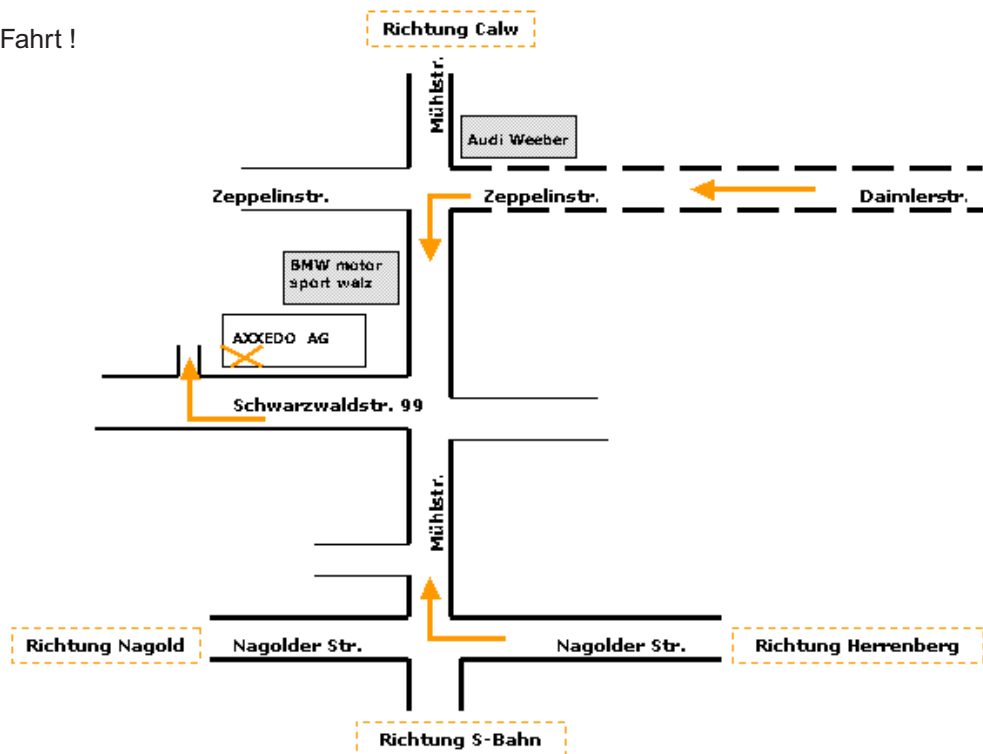 Fahrt !
Richtung Calw
Mühlstr.
Audi Weeber
Zeppelinstr.
Zeppelinstr.
Daimlerstr.
BMW motor
sport walz
AXXEDO AG
Schwarzwaldstr. 99
Mühlstr.
Richtung Nagold
Nagolder Str.
Nagolder Str.
Richtung Herrenberg
Richtung S-Bahn